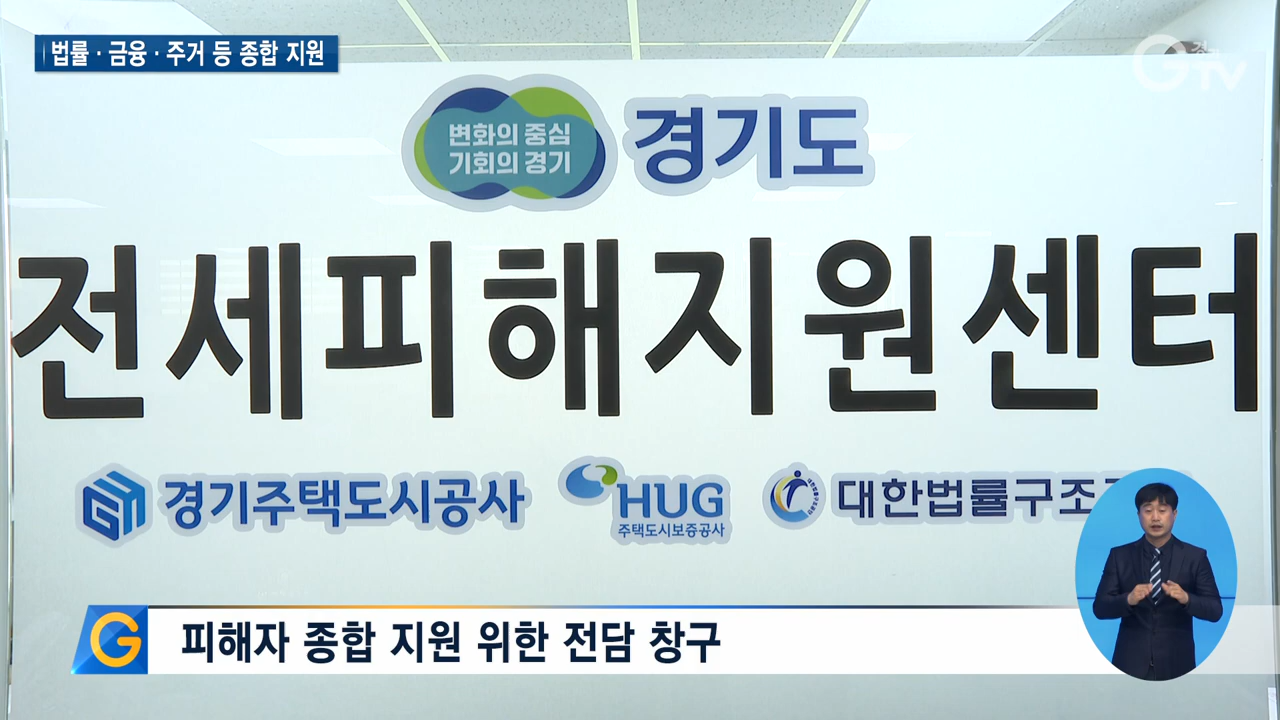 법률·금융·주거 등 종합 지원
GTV
변화의 중심
기회의 경기
경기도
전세피해지원센터
GH 경기주택도시공사
HUG
주택도시보증공사
대한법률구조
G 피해자 종합 지원 위한 전담 창구